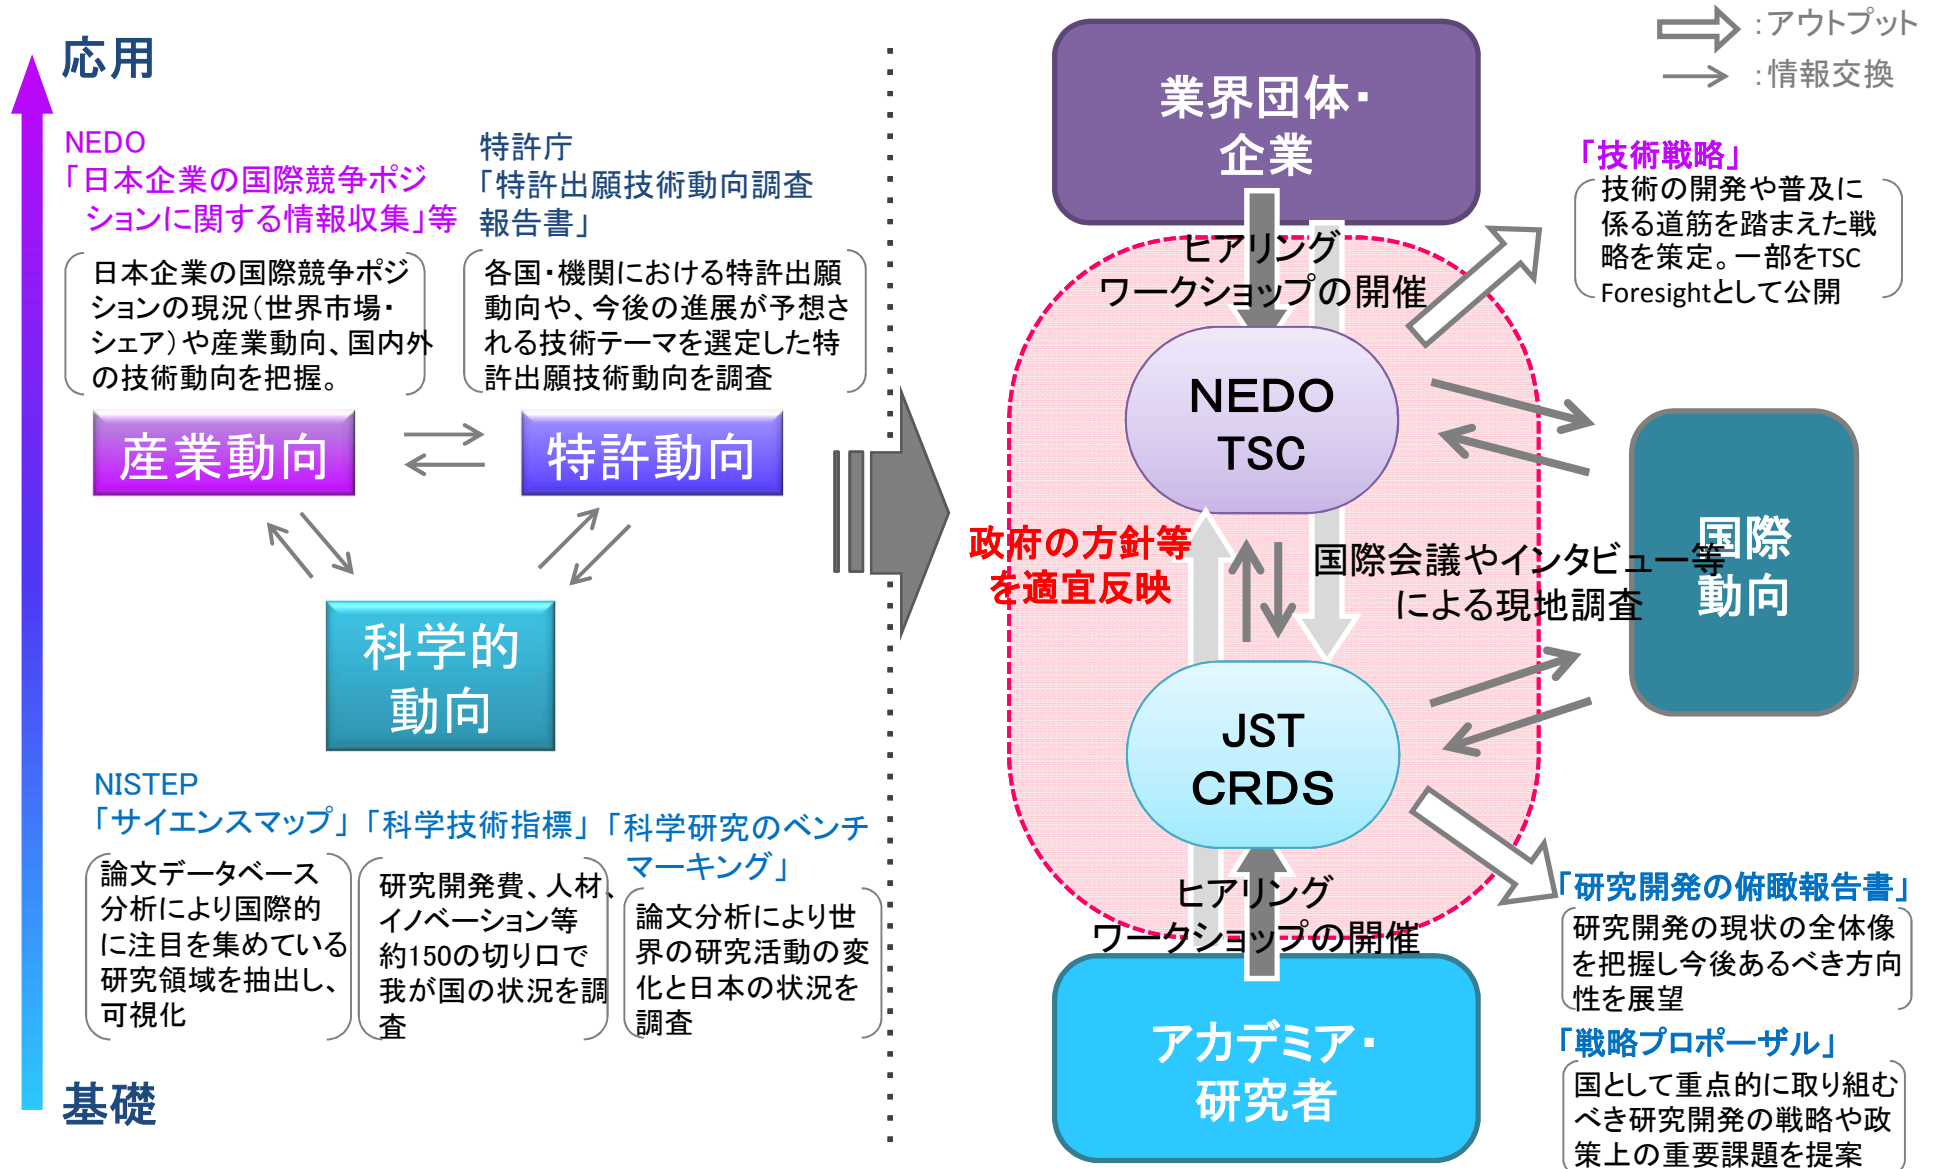 応用
NEDO
「日本企業の国際競争ポジ
ションに関する情報収集」等
日本企業の国際競争ポジ
ションの現況（世界市場・
シェア）や産業動向、国内外
の技術動向を把握。
特許庁
「特許出願技術動向調査
報告書」
各国・機関における特許出願
動向や、今後の進展が予想さ
れる技術テーマを選定した特
許出願技術動向を調査
産業動向
特許動向
科学的
動向
NISTEP
「サイエンスマップ」
論文データベース
分析により国際的
に注目を集めている
研究領域を抽出し、
可視化
「科学技術指標」
研究開発費、人材、
イノベーション等
約150の切り口で
我が国の状況を調
査
「科学研究のベンチ
マーキング」
論文分析により世
界の研究活動の変
化と日本の状況を
調査
基礎
：アウトプット
：情報交換
業界団体・
企業
ヒアリング
ワークショップの開催
NEDO
TSC
政府の方針等
を適宜反映
国際会議やインタビュー等
による現地調査
国際
動向
JST
CRDS
ヒアリング
ワークショップの開催
アカデミア・
研究者
「技術戦略」
技術の開発や普及に
係る道筋を踏まえた戦
略を策定。一部をTSC
Foresightとして公開
「研究開発の俯瞰報告書」
研究開発の現状の全体像
を把握し今後あるべき方向
性を展望
「戦略プロポーザル」
国として重点的に取り組む
べき研究開発の戦略や政
策上の重要課題を提案